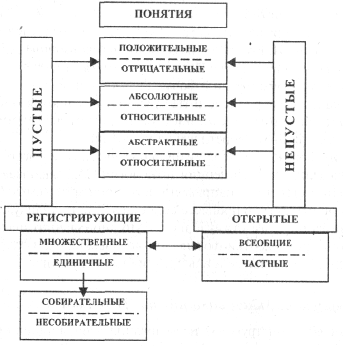 ПОНЯТИЯ
ПУСТЫЕ
НЕПУСТЫЕ
ПОЛОЖИТЕЛЬНЫЕ
ОТРИЦАТЕЛЬНЫЕ
АБСОЛЮТНЫЕ
ОТНОСИТЕЛЬНЫЕ
АБСТРАКТНЫЕ
ОТНОСИТЕЛЬНЫЕ
РЕГИСТРИРУЮЩИЕ
ОТКРЫТЫЕ
МНОЖЕСТВЕННЫЕ
ЕДИНИЧНЫЕ
ВСЕОБЩИЕ
ЧАСТНЫЕ
СОБИРАТЕЛЬНЫЕ
НЕСОБИРАТЕЛЬНЫЕ